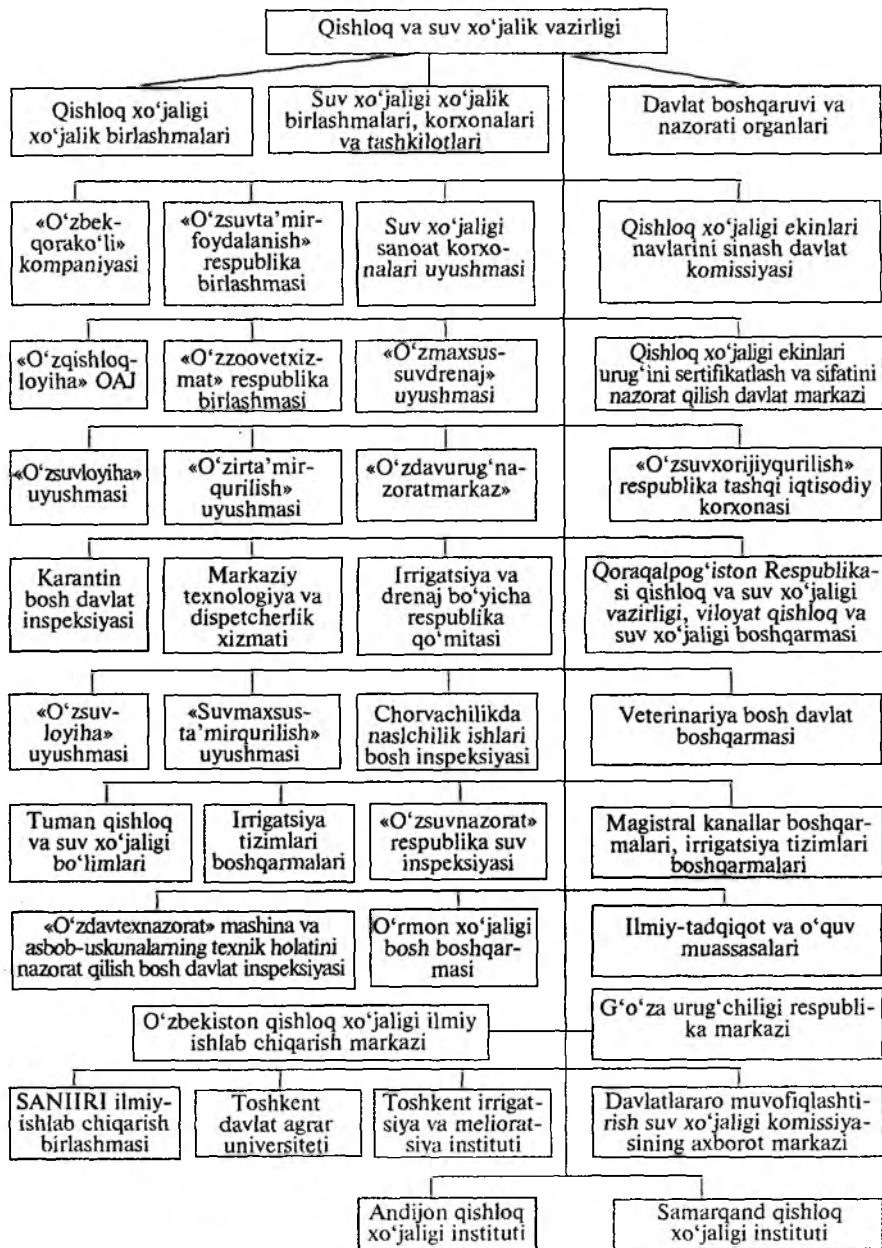 Qishloq va suv xo‘jalik vazirligi
Qishloq xo‘jaligi
xo‘jalik birlashmalari
Suv xo‘jaligi xo‘jalik
birlashmalari, korxonalari
va tashkilotlari
Davlat boshqaruvi va
nazorati organlari
«O‘zbek-
qorako‘li»
kompaniyasi
«O‘zsuvta’mir-
foydalanish»
respublika
birlashmasi
Suv xo‘jaligi
sanoat korxo-
nalari uyushmasi
Qishloq xo‘jaligi ekinlari
navlarini sinash davlat
komissiyasi
«O‘zqishloq-
loyiha» OAJ
«O‘zzoovetxiz-
mat» respublika
birlashmasi
«O‘zmaxsus-
suvdrenaj»
uyushmasi
Qishloq xo‘jaligi ekinlari
urug‘ini sertifikatlash va sifatini
nazorat qilish davlat markazi
«O‘zsuvloyiha»
uyushmasi
«O‘zirta’mir-
qurilish»
uyushmasi
«O‘zdavurug‘na-
zoratmarkaz»
«O‘zsuvxorijiyqurilish»
respublika tashqi iqtisodiy
korxonasi
Karantin
bosh davlat
inspeksiyasi
Markaziy
texnologiya va
dispetcherlik
xizmati
Irrigatsiya va
drenaj bo‘yicha
respublika
qo‘mitasi
Qoraqalpog‘iston Respublika-
si qishloq va suv xo‘jaligi
vazirligi, viloyat qishloq va
suv xo‘jaligi boshqarmasi
«O‘zsuv-
loyiha»
uyushmasi
«Suvmaxsus-
ta’mirqurilish»
uyushmasi
Chorvachilikda
naslchilik ishlari
bosh inspeksiyasi
Veterinariya bosh davlat
boshqarmasi
Tuman qishloq
va suv xo‘jaligi
bo‘limlari
Irrigatsiya
tizimlari
boshqarmalari
«O‘zsuvnazorat»
respublika suv
inspeksiyasi
Magistral kanallar boshqar-
malari, irrigatsiya tizimlari
boshqarmalari
«O‘zdavtexnazorat» mashina va
asbob-uskunalarning texnik holatini
nazorat qilish bosh davlat inspeksiyasi
O‘rmon xo‘jaligi
bosh boshqar-
masi
Ilmiy-tadqiqot va o‘quv
muassasalari
O‘zbekiston qishloq xo‘jaligi ilmiy
ishlab chiqarish markazi
G‘o‘za urug‘chiligi respubli-
ka markazi
SANIIRI ilmiy-
ishlab chiqarish
birlashmasi
Toshkent
davlat agrar
universiteti
Toshkent irrigat-
siya va meliorat-
siya instituti
Davlatlararo muvofiqlashti-
rish suv xo‘jaligi komissiya-
sining axborot markazi
Andijon qishloq
xo‘jaligi instituti
Samarqand qishloq
xo‘jaligi instituti